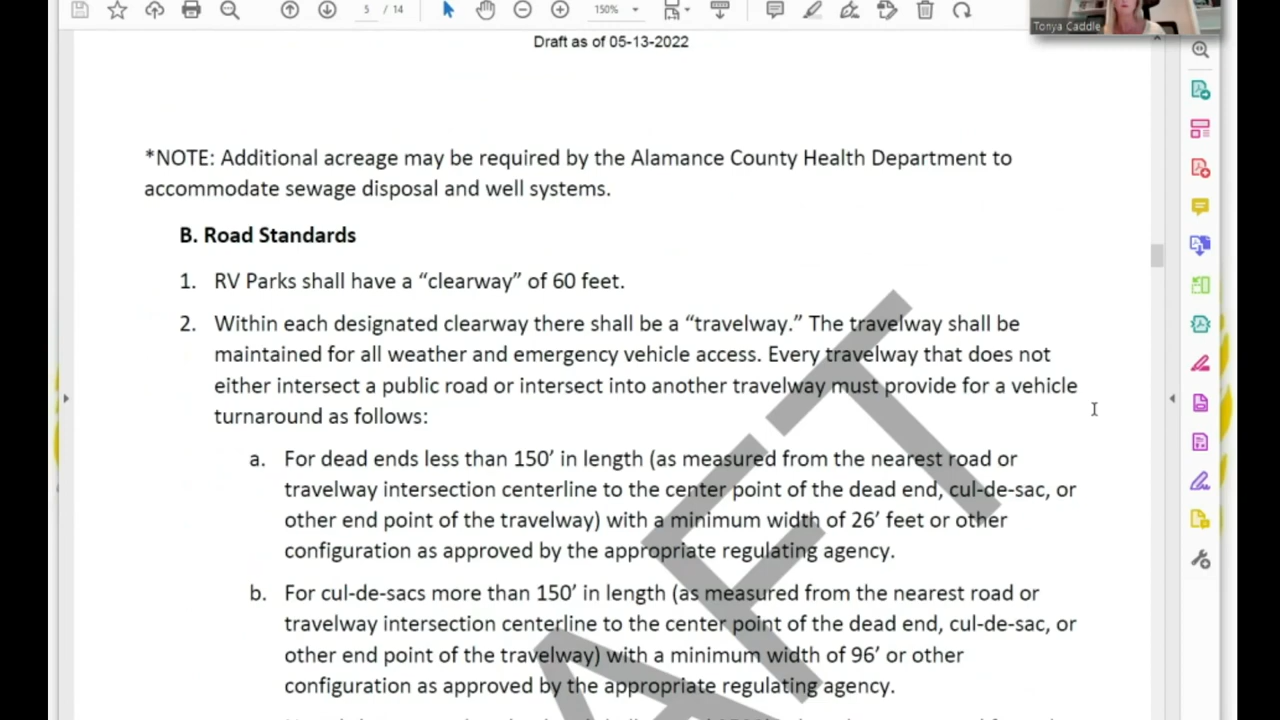 5 / 14
150%
Tonya Caddle
Draft as of 05-13-2022
*NOTE: Additional acreage may be required by the Alamance County Health Department to
accommodate sewage disposal and well systems.
B. Road Standards
1. RV Parks shall have a “clearway” of 60 feet.
2. Within each designated clearway there shall be a “travelway.” The travelway shall be
maintained for all weather and emergency vehicle access. Every travelway that does not
either intersect a public road or intersect into another travelway must provide for a vehicle
turnaround as follows:
a. For dead ends less than 150’ in length (as measured from the nearest road or
travelway intersection centerline to the center point of the dead end, cul-de-sac, or
other end point of the travelway) with a minimum width of 26’ feet or other
configuration as approved by the appropriate regulating agency.
b. For cul-de-sacs more than 150’ in length (as measured from the nearest road or
travelway intersection centerline to the center point of the dead end, cul-de-sac, or
other end point of the travelway) with a minimum width of 96’ or other
configuration as approved by the appropriate regulating agency.
AFT